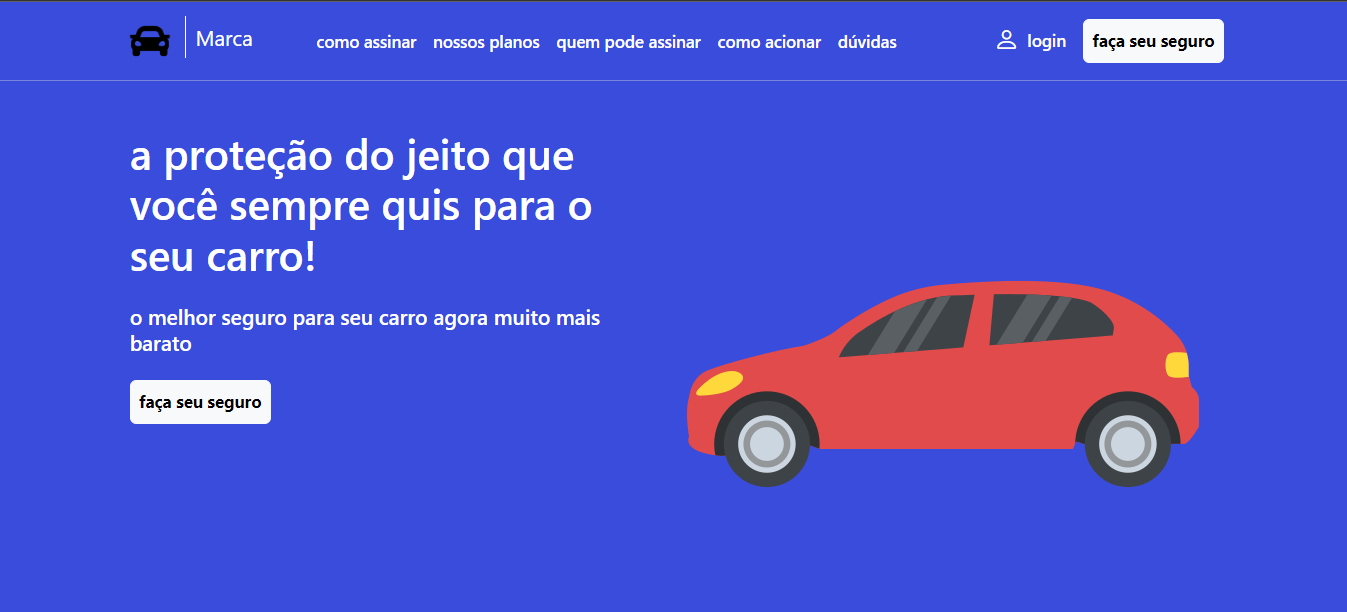 Marca
como assinar
nossos planos
quem pode assinar
como acionar
dúvidas
login
faça seu seguro
a proteção do jeito que
você sempre quis para o
seu carro!
o melhor seguro para seu carro agora muito mais
barato
faça seu seguro